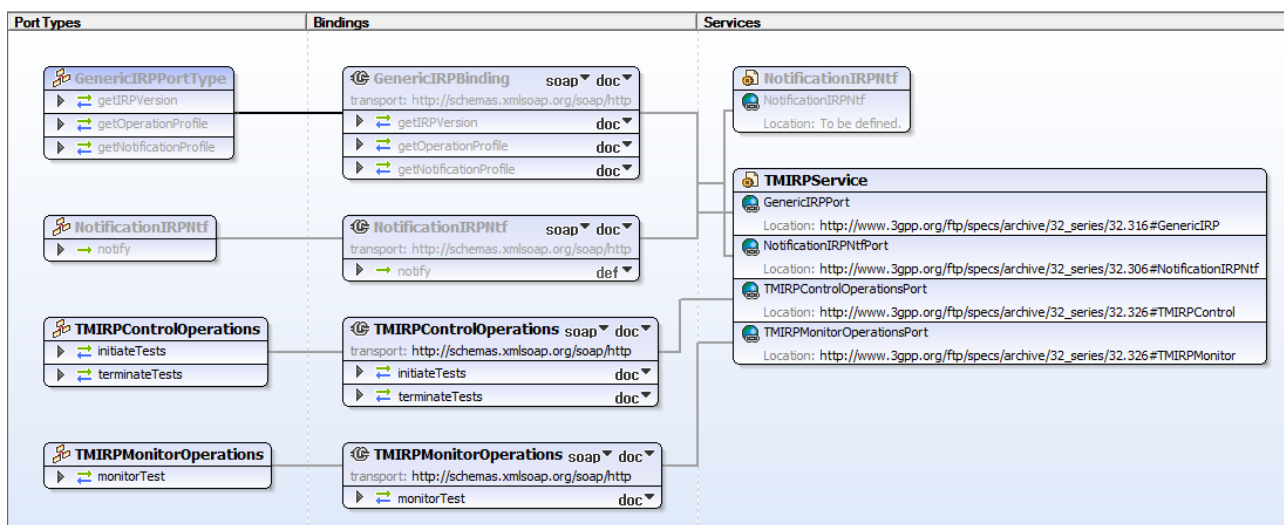 Port Types
Bindings
Services
GenericIRPPortType
getIRPVersion
getOperationProfile
getNotificationProfile
GenericIRPBinding soap doc
transport: http://schemas.xmlsoap.org/soap/http
getIRPVersion doc
getOperationProfile doc
getNotificationProfile doc
NotificationIRPNtf
NotificationIRPNtf
Location: To be defined.
TMIRPService
GenericIRPPort
Location: http://www.3gpp.org/ftp/specs/archive/32_series/32.316#GenericIRP
NotificationIRPNtfPort
Location: http://www.3gpp.org/ftp/specs/archive/32_series/32.306#NotificationIRPNtf
TMIRPControlOperationsPort
Location: http://www.3gpp.org/ftp/specs/archive/32_series/32.326#TMIRPControl
TMIRPMonitorOperationsPort
Location: http://www.3gpp.org/ftp/specs/archive/32_series/32.326#TMIRPMonitor
NotificationIRPNtf
notify
NotificationIRPNtf soap doc
transport: http://schemas.xmlsoap.org/soap/http
notify def
TMIRPControlOperations
initiateTests
terminateTests
TMIRPControlOperations soap doc
transport: http://schemas.xmlsoap.org/soap/http
initiateTests doc
terminateTests doc
TMIRPMonitorOperations
monitorTest
TMIRPMonitorOperations soap doc
transport: http://schemas.xmlsoap.org/soap/http
monitorTest doc